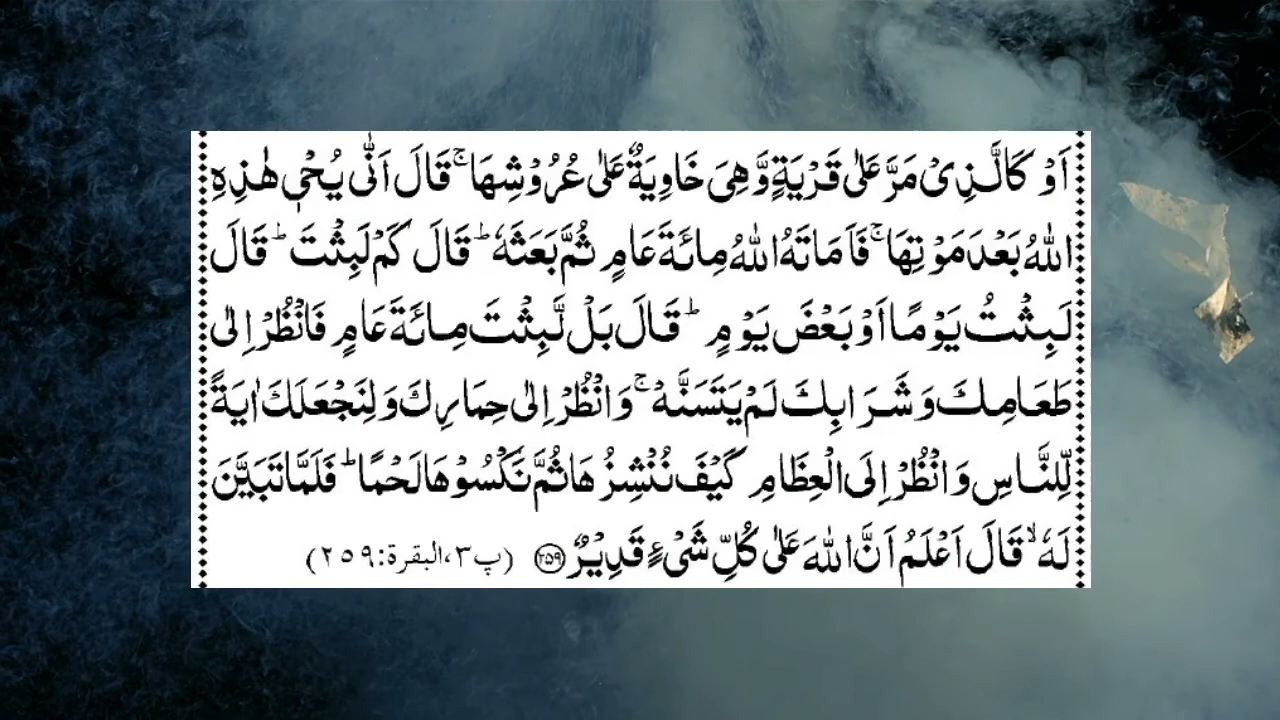 اَوْ كَالَّذِیْ مَرَّ عَلٰی قَرْیَةٍ وَّهِیَ خَاوِیَةٌ عَلٰی عُرُوْشِهَا ۚ قَالَ اَنّٰی یُحْیٖ هٰذِهِ
اللّٰهُ بَعْدَ مَوْتِهَا ۚ فَاَمَاتَهُ اللّٰهُ مِائَةَ عَامٍ ثُمَّ بَعَثَهٗ ؕ قَالَ كَمْ لَبِثْتَ ؕ قَالَ
لَبِثْتُ یَوْمًا اَوْ بَعْضَ یَوْمٍ ؕ قَالَ بَلْ لَّبِثْتَ مِائَةَ عَامٍ فَانْظُرْ اِلٰی
طَعَامِكَ وَ شَرَابِكَ لَمْ یَتَسَنَّهْ ۚ وَ انْظُرْ اِلٰی حِمَارِكَ وَ لِنَجْعَلَكَ اٰیَةً
لِّلنَّاسِ وَ انْظُرْ اِلَی الْعِظَامِ كَیْفَ نُنْشِزُهَا ثُمَّ نَكْسُوْهَا لَحْمًا ؕ فَلَمَّا تَبَیَّنَ
لَهٗ ۙ قَالَ اَعْلَمُ اَنَّ اللّٰهَ عَلٰی كُلِّ شَیْءٍ قَدِیْرٌ ﴿۲۵۹﴾ (پ۳،البقرة:۲۵۹)